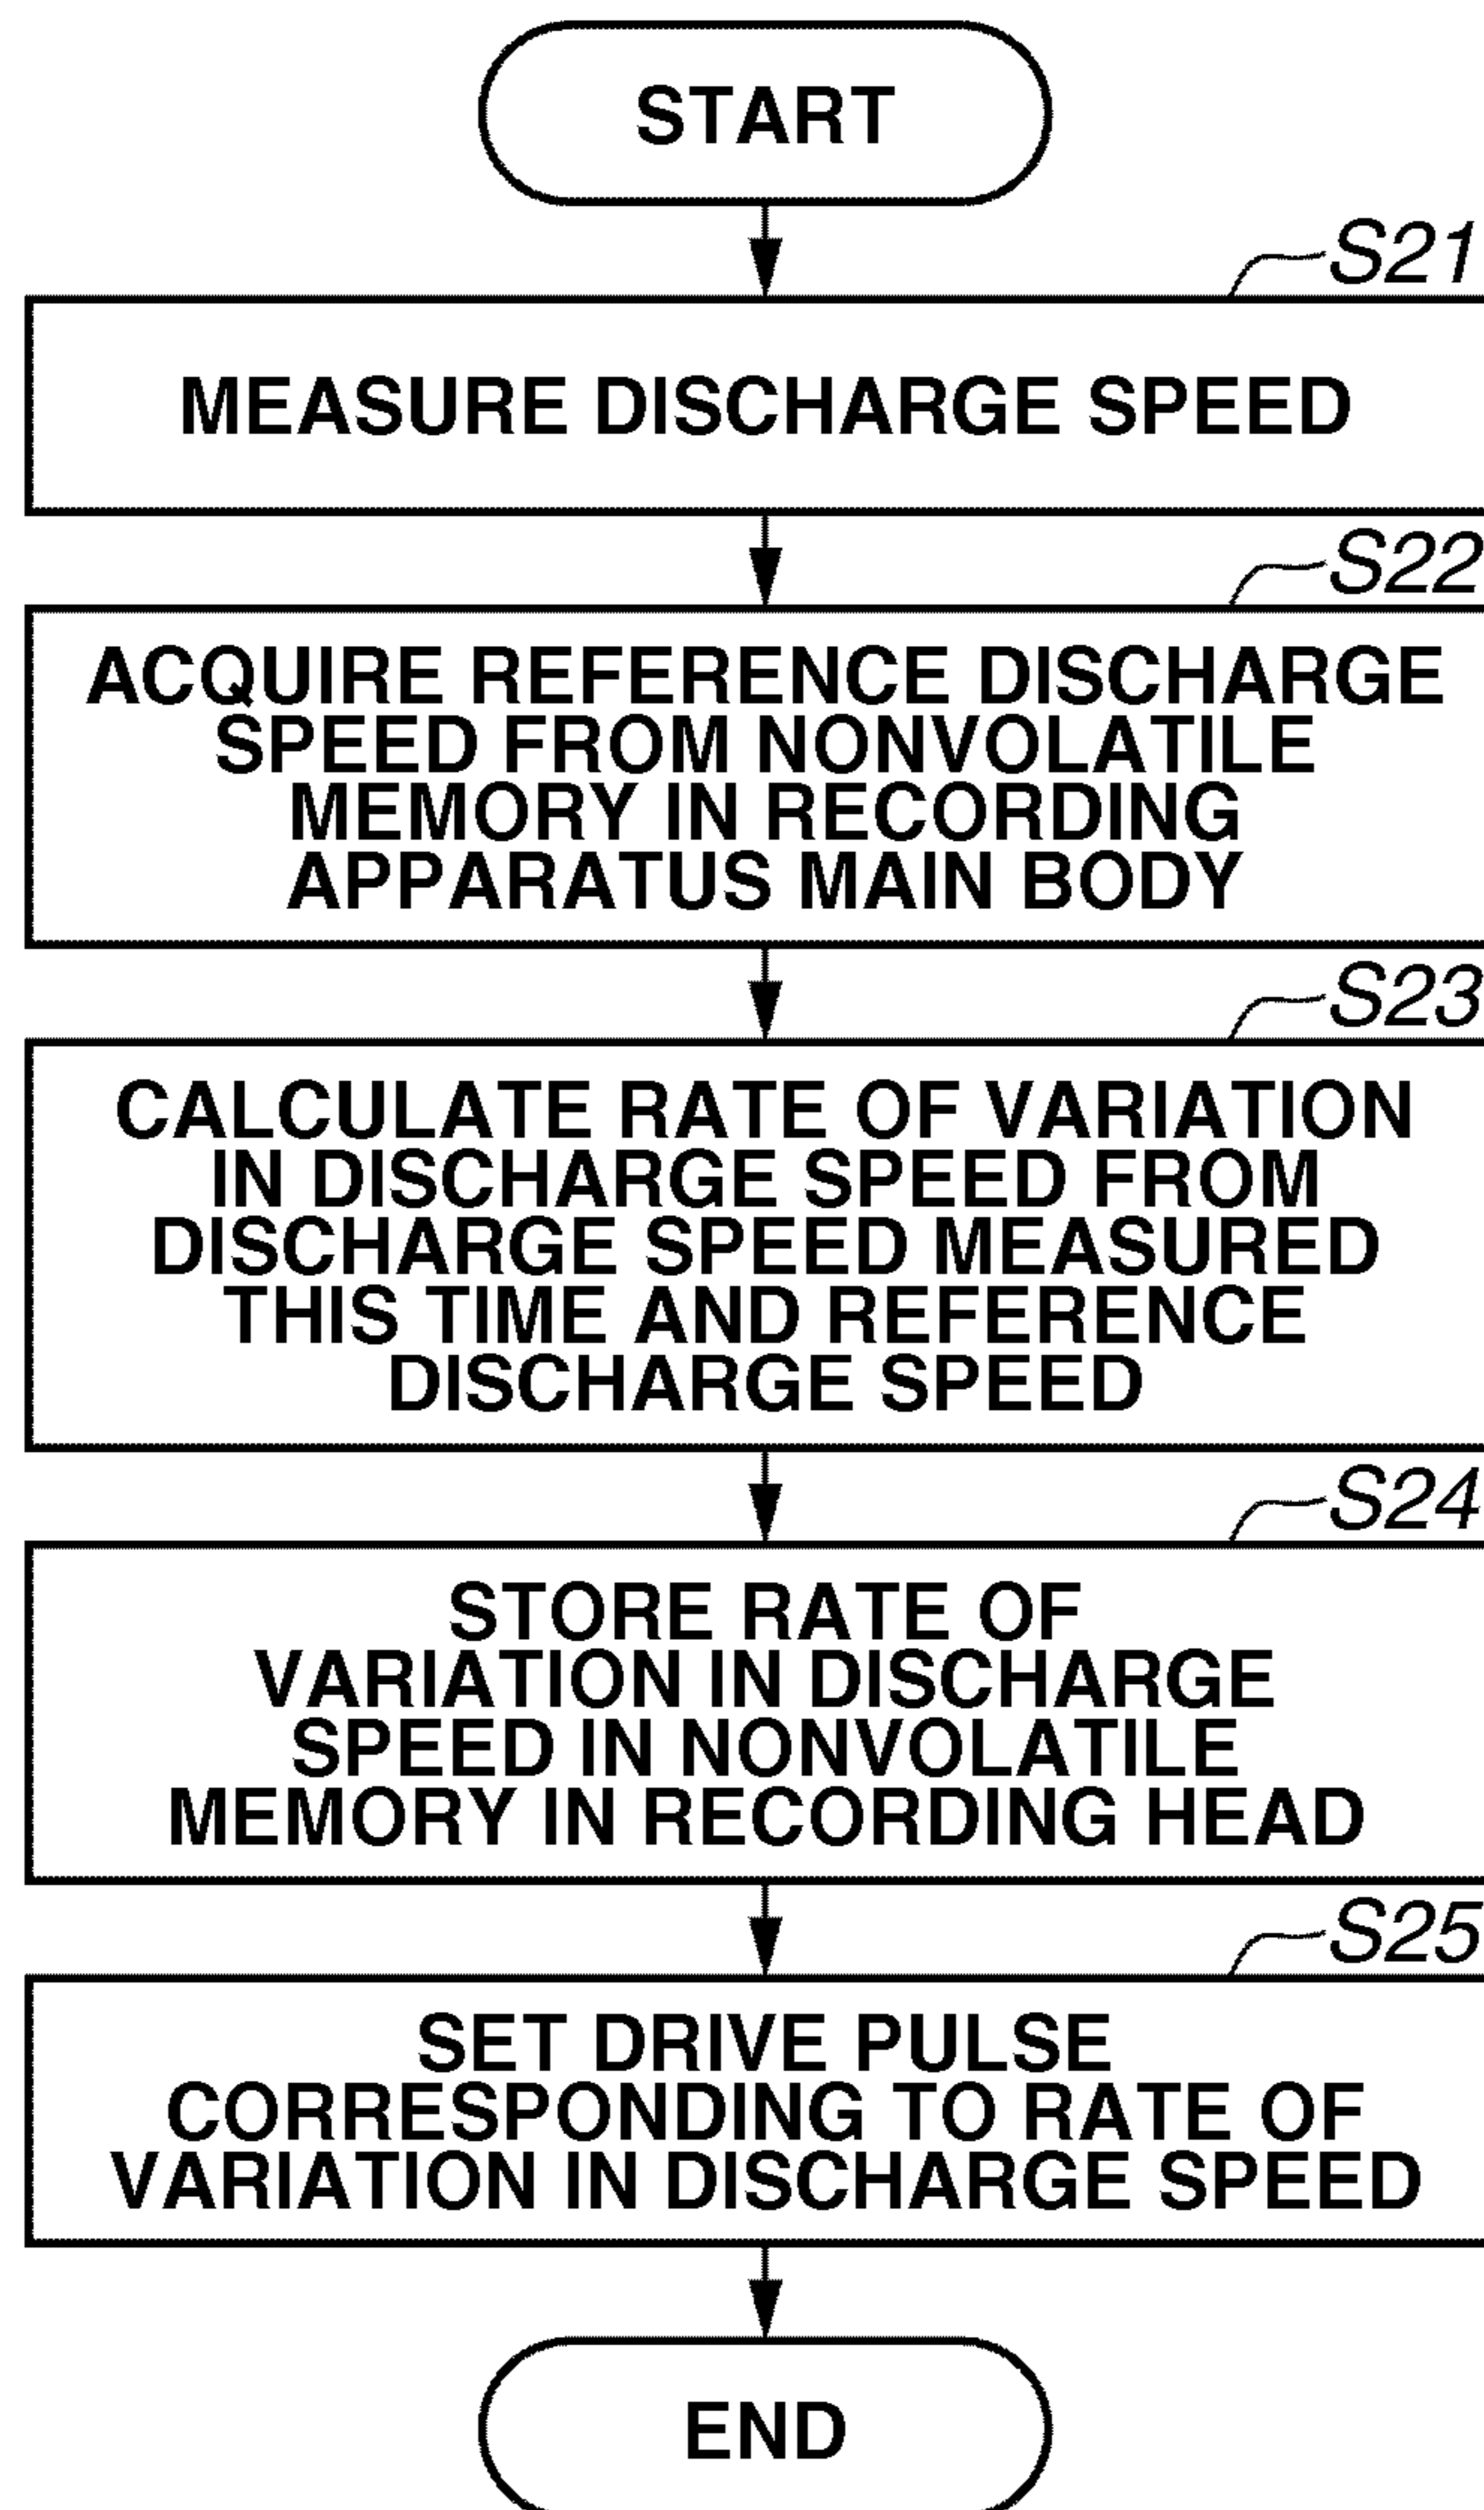 START
S21
MEASURE DISCHARGE SPEED
S22
ACQUIRE REFERENCE DISCHARGE
SPEED FROM NONVOLATILE
MEMORY IN RECORDING
APPARATUS MAIN BODY
S23
CALCULATE RATE OF VARIATION
IN DISCHARGE SPEED FROM
DISCHARGE SPEED MEASURED
THIS TIME AND REFERENCE
DISCHARGE SPEED
S24
STORE RATE OF
VARIATION IN DISCHARGE
SPEED IN NONVOLATILE
MEMORY IN RECORDING HEAD
S25
SET DRIVE PULSE
CORRESPONDING TO RATE OF
VARIATION IN DISCHARGE SPEED
END